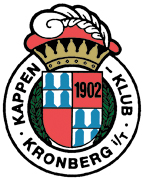 KAPPEN KLUB
1902
· KRONBERG i/T ·